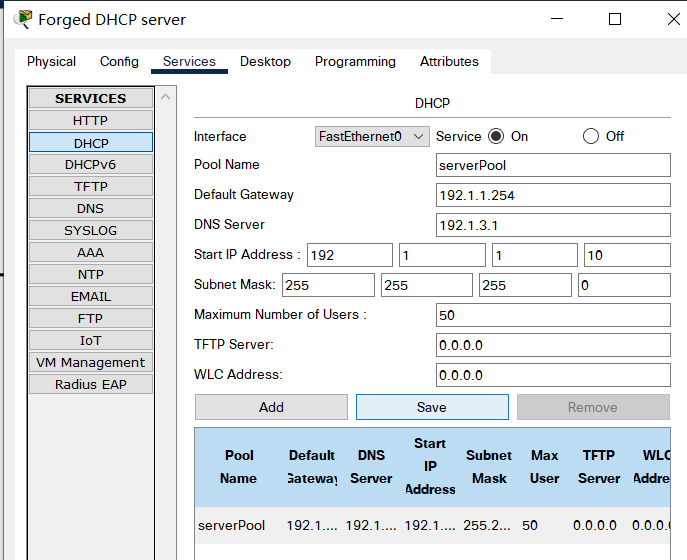 Forged DHCP server
Physical Config Services Desktop Programming Attributes
SERVICES
HTTP
DHCP
DHCPv6
TFTP
DNS
SYSLOG
AAA
NTP
EMAIL
FTP
IoT
VM Management
Radius EAP
DHCP
Interface FastEthernet0 Service On Off
Pool Name serverPool
Default Gateway 192.1.1.254
DNS Server 192.1.3.1
Start IP Address : 192 1 1 10
Subnet Mask: 255 255 255 0
Maximum Number of Users : 50
TFTP Server: 0.0.0.0
WLC Address: 0.0.0.0
Add Save Remove
Pool Name
Default Gateway
DNS Server
Start IP Address
Subnet Mask
Max User
TFTP Server
WLC Addre
serverPool 192.1.... 192.1.... 192.1.... 255.2... 50 0.0.0.0 0.0.0.0